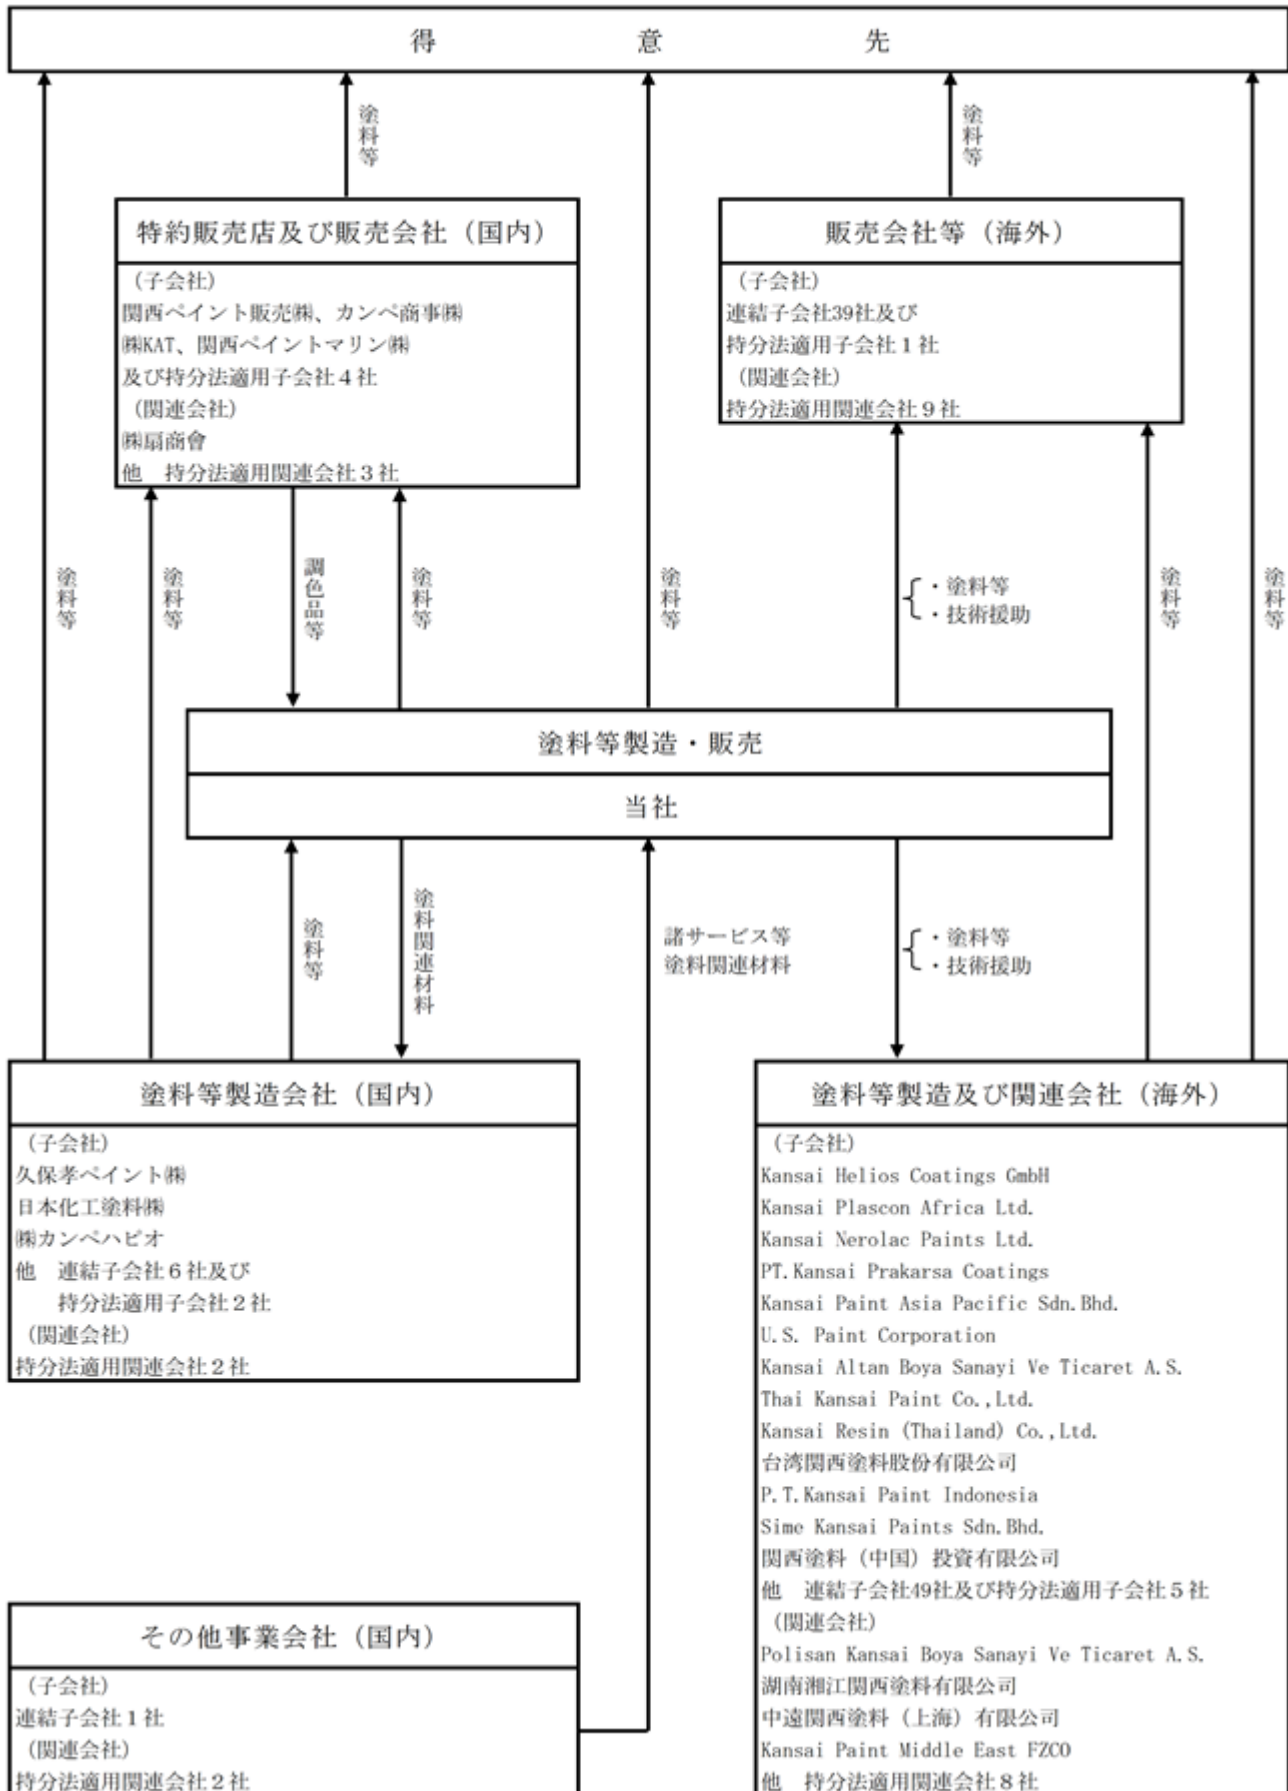 得意先
塗料等
塗料等
特約販売店及び販売会社（国内）
（子会社）
関西ペイント販売㈱、カンペ商事㈱
㈱KAT、関西ペイントマリン㈱
及び持分法適用子会社４社
（関連会社）
㈱扇商會
他　持分法適用関連会社３社
販売会社等（海外）
（子会社）
連結子会社39社及び
持分法適用子会社１社
（関連会社）
持分法適用関連会社９社
塗料等
塗料等
調色品等
塗料等
塗料等
・塗料等
・技術援助
塗料等
塗料等
塗料等製造・販売
当社
塗料等
塗料関連材料
諸サービス等
塗料関連材料
・塗料等
・技術援助
塗料等製造会社（国内）
（子会社）
久保孝ペイント㈱
日本化工塗料㈱
㈱カンペハピオ
他　連結子会社６社及び
持分法適用子会社２社
（関連会社）
持分法適用関連会社２社
その他事業会社（国内）
（子会社）
連結子会社１社
（関連会社）
持分法適用関連会社２社
塗料等製造及び関連会社（海外）
（子会社）
Kansai Helios Coatings GmbH
Kansai Plascon Africa Ltd.
Kansai Nerolac Paints Ltd.
PT.Kansai Prakarsa Coatings
Kansai Paint Asia Pacific Sdn.Bhd.
U.S. Paint Corporation
Kansai Altan Boya Sanayi Ve Ticaret A.S.
Thai Kansai Paint Co.,Ltd.
Kansai Resin (Thailand) Co.,Ltd.
台湾関西塗料股份有限公司
P.T.Kansai Paint Indonesia
Sime Kansai Paints Sdn.Bhd.
関西塗料（中国）投資有限公司
他　連結子会社49社及び持分法適用子会社５社
（関連会社）
Polisan Kansai Boya Sanayi Ve Ticaret A.S.
湖南湘江関西塗料有限公司
中遠関西塗料（上海）有限公司
Kansai Paint Middle East FZCO
他　持分法適用関連会社８社